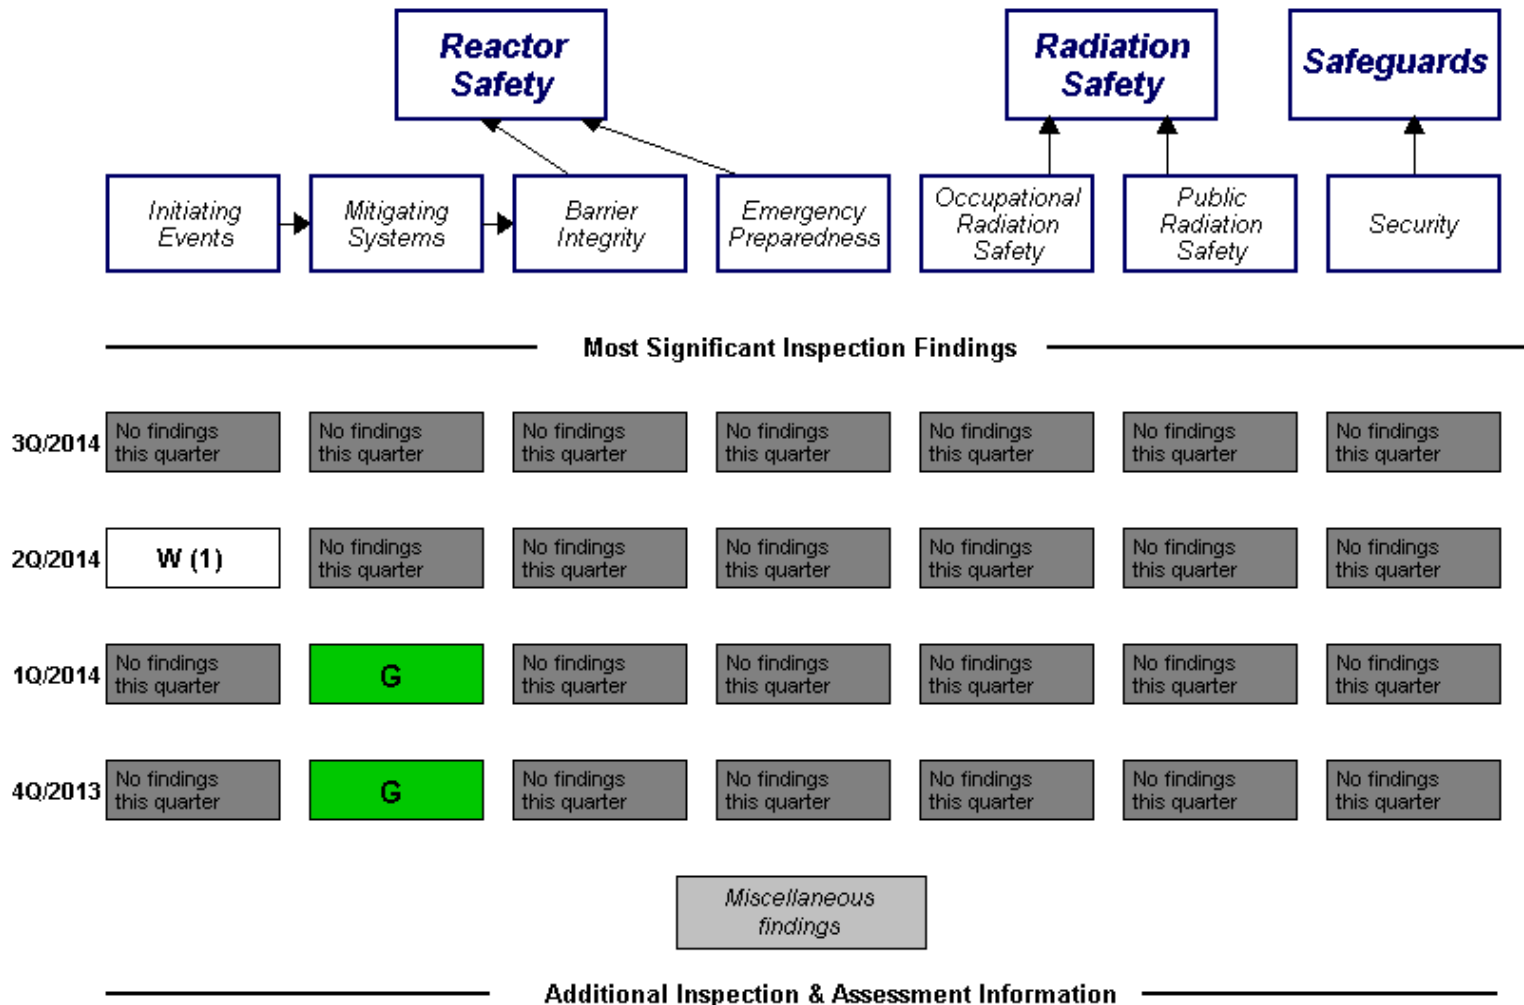 Reactor
Safety
Radiation
Safety
Safeguards
Initiating
Events
Mitigating
Systems
Barrier
Integrity
Emergency
Preparedness
Occupational
Radiation
Safety
Public
Radiation
Safety
Security
Most Significant Inspection Findings
3Q/2014
No findings
this quarter
No findings
this quarter
No findings
this quarter
No findings
this quarter
No findings
this quarter
No findings
this quarter
No findings
this quarter
2Q/2014
W (1)
No findings
this quarter
No findings
this quarter
No findings
this quarter
No findings
this quarter
No findings
this quarter
No findings
this quarter
1Q/2014
No findings
this quarter
G
No findings
this quarter
No findings
this quarter
No findings
this quarter
No findings
this quarter
No findings
this quarter
4Q/2013
No findings
this quarter
G
No findings
this quarter
No findings
this quarter
No findings
this quarter
No findings
this quarter
No findings
this quarter
Miscellaneous
findings
Additional Inspection & Assessment Information